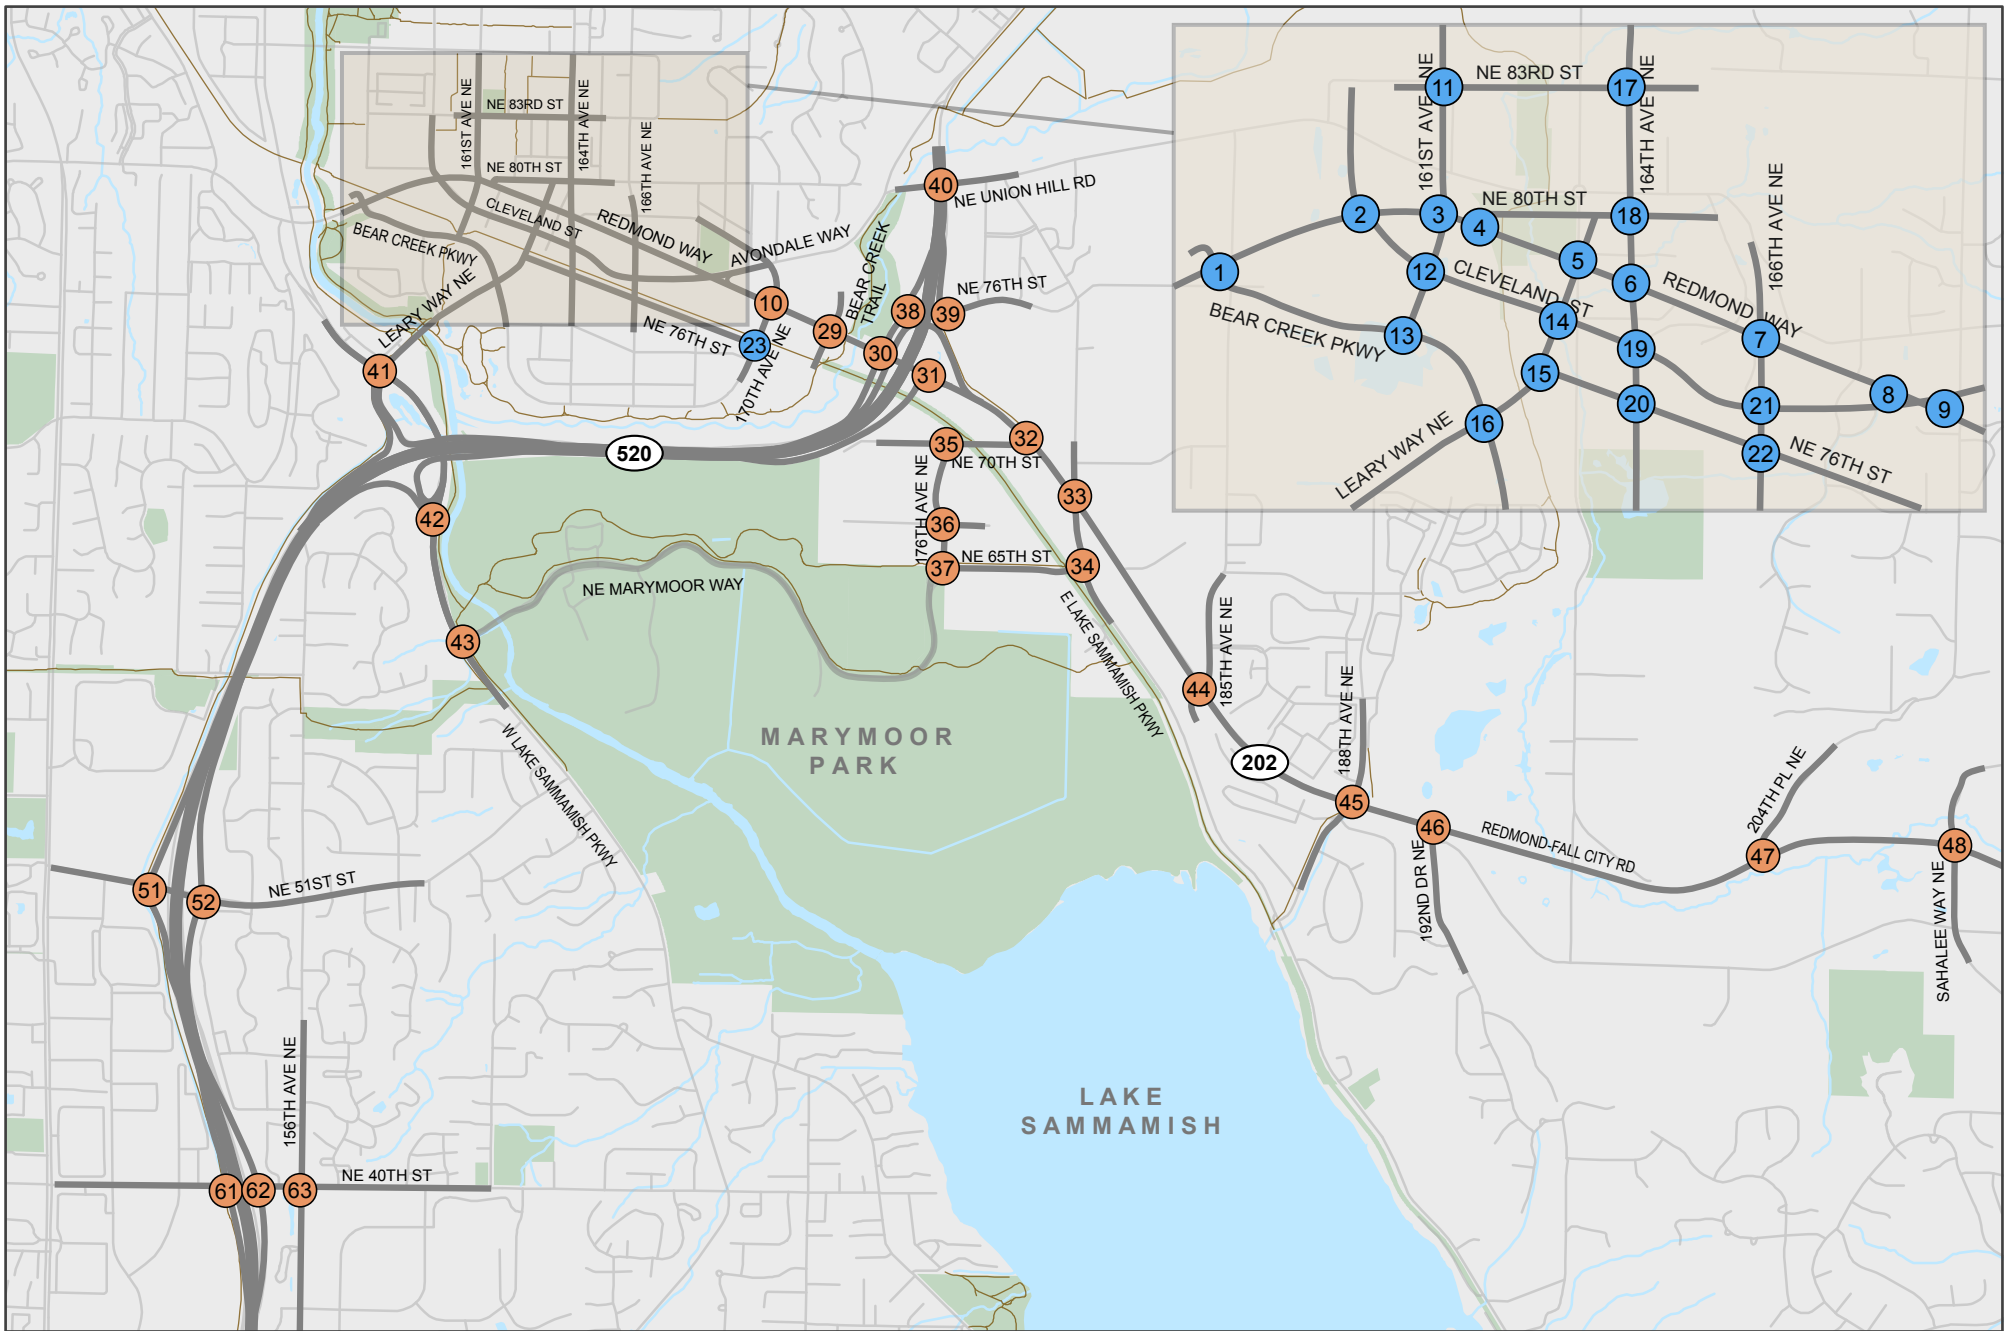 161ST AVE NE
164TH AVE NE
NE 83RD ST
166TH AVE NE
NE 80TH ST
CLEVELAND ST
REDMOND WAY
BEAR CREEK PKWY
AVONDALE WAY
LEARY WAY NE
NE 76TH ST
170TH AVE NE
10
23
29
BEAR CREEK
TRAIL
40
NE UNION HILL RD
38
39
NE 76TH ST
30
31
41
520
35
32
NE 70TH ST
176TH AVE NE
33
42
36
37
NE 65TH ST
34
NE MARYMOOR WAY
43
E LAKE SAMMAMISH PKWY
W LAKE SAMMAMISH PKWY
MARYMOOR
PARK
44
185TH AVE NE
202
188TH AVE NE
45
46
192ND DR NE
REDMOND-FALL CITY RD
204TH PL NE
47
48
SAHALEE WAY NE
51
52
NE 51ST ST
156TH AVE NE
61
62
63
NE 40TH ST
LAKE
SAMMAMISH
161ST AVE NE
11
NE 83RD ST
17
164TH AVE NE
2
3
4
NE 80TH ST
18
166TH AVE NE
1
12
CLEVELAND ST
5
6
REDMOND WAY
BEAR CREEK PKWY
13
14
19
7
15
20
21
8
9
16
LEARY WAY NE
22
NE 76TH ST